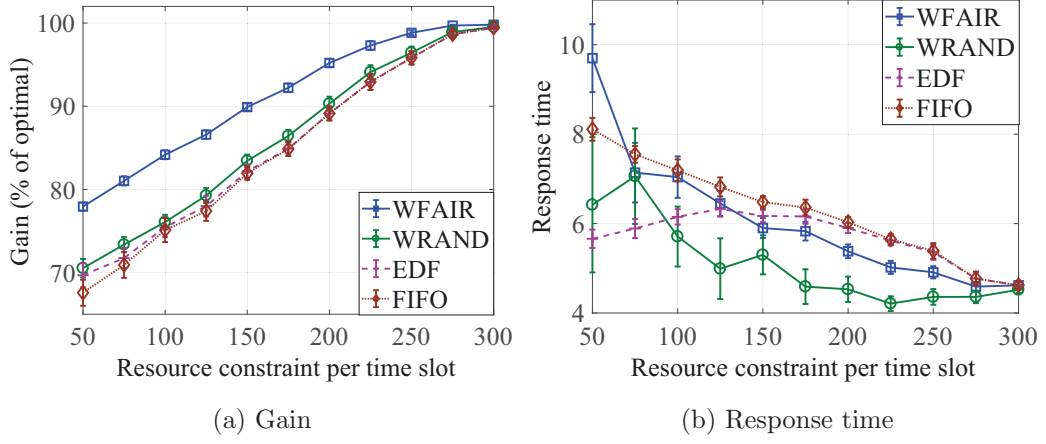 Gain (% of optimal)
100
90
80
70
50
100
150
200
250
300
Resource constraint per time slot
WFAIR
WRAND
EDF
FIFO
(a) Gain
Response time
10
8
6
4
50
100
150
200
250
300
Resource constraint per time slot
WFAIR
WRAND
EDF
FIFO
(b) Response time